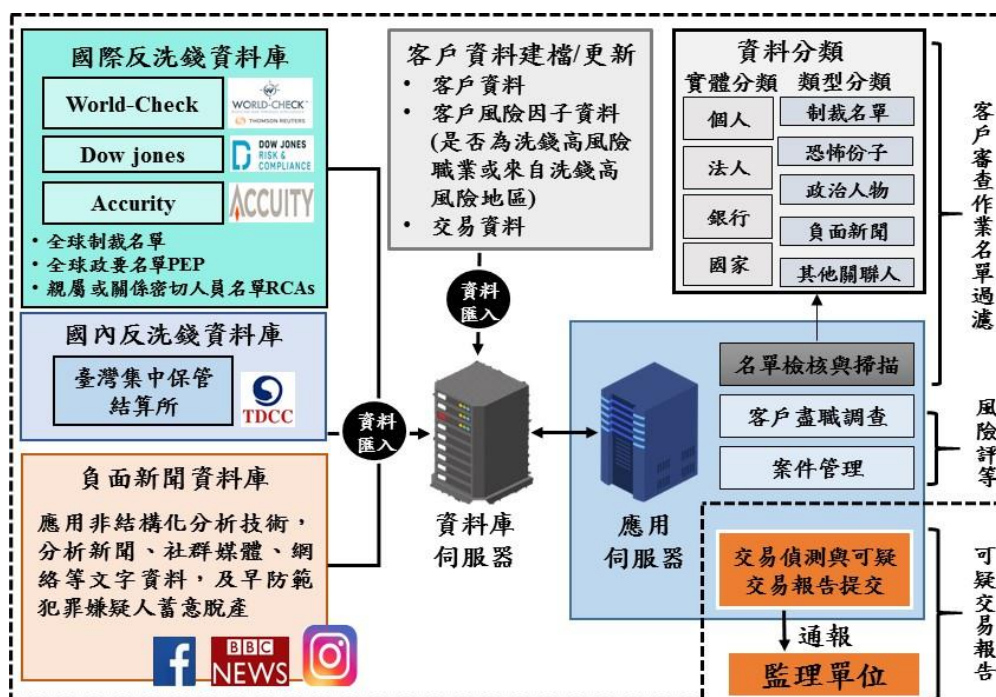 國際反洗錢資料庫
World-Check
WORLD-CHECK
THOMSON REUTERS
Dow jones
DOW JONES
RISK &
COMPLIANCE
Accurity
ACCUITY
• 全球制裁名單
• 全球政要名單PEP
• 親屬或關係密切人員名單RCAs
國內反洗錢資料庫
臺灣集中保管
結算所
TDCC
負面新聞資料庫
應用非結構化分析技術，
分析新聞、社群媒體、網
絡等文字資料，及早防範
犯罪嫌疑人蓄意脫產
f
BBC
NEWS
客戶資料建檔/更新
• 客戶資料
• 客戶風險因子資料
(是否為洗錢高風險
職業或來自洗錢高
風險地區)
• 交易資料
資料
匯入
資料
匯入
資料庫
伺服器
應用
伺服器
資料分類
實體分類
類型分類
個人
法人
銀行
國家
制裁名單
恐怖份子
政治人物
負面新聞
其他關聯人
名單檢核與掃描
客戶盡職調查
案件管理
交易偵測與可疑
交易報告提交
通報
監理單位
客戶審查作業名單過濾
風險評等
可疑交易報告